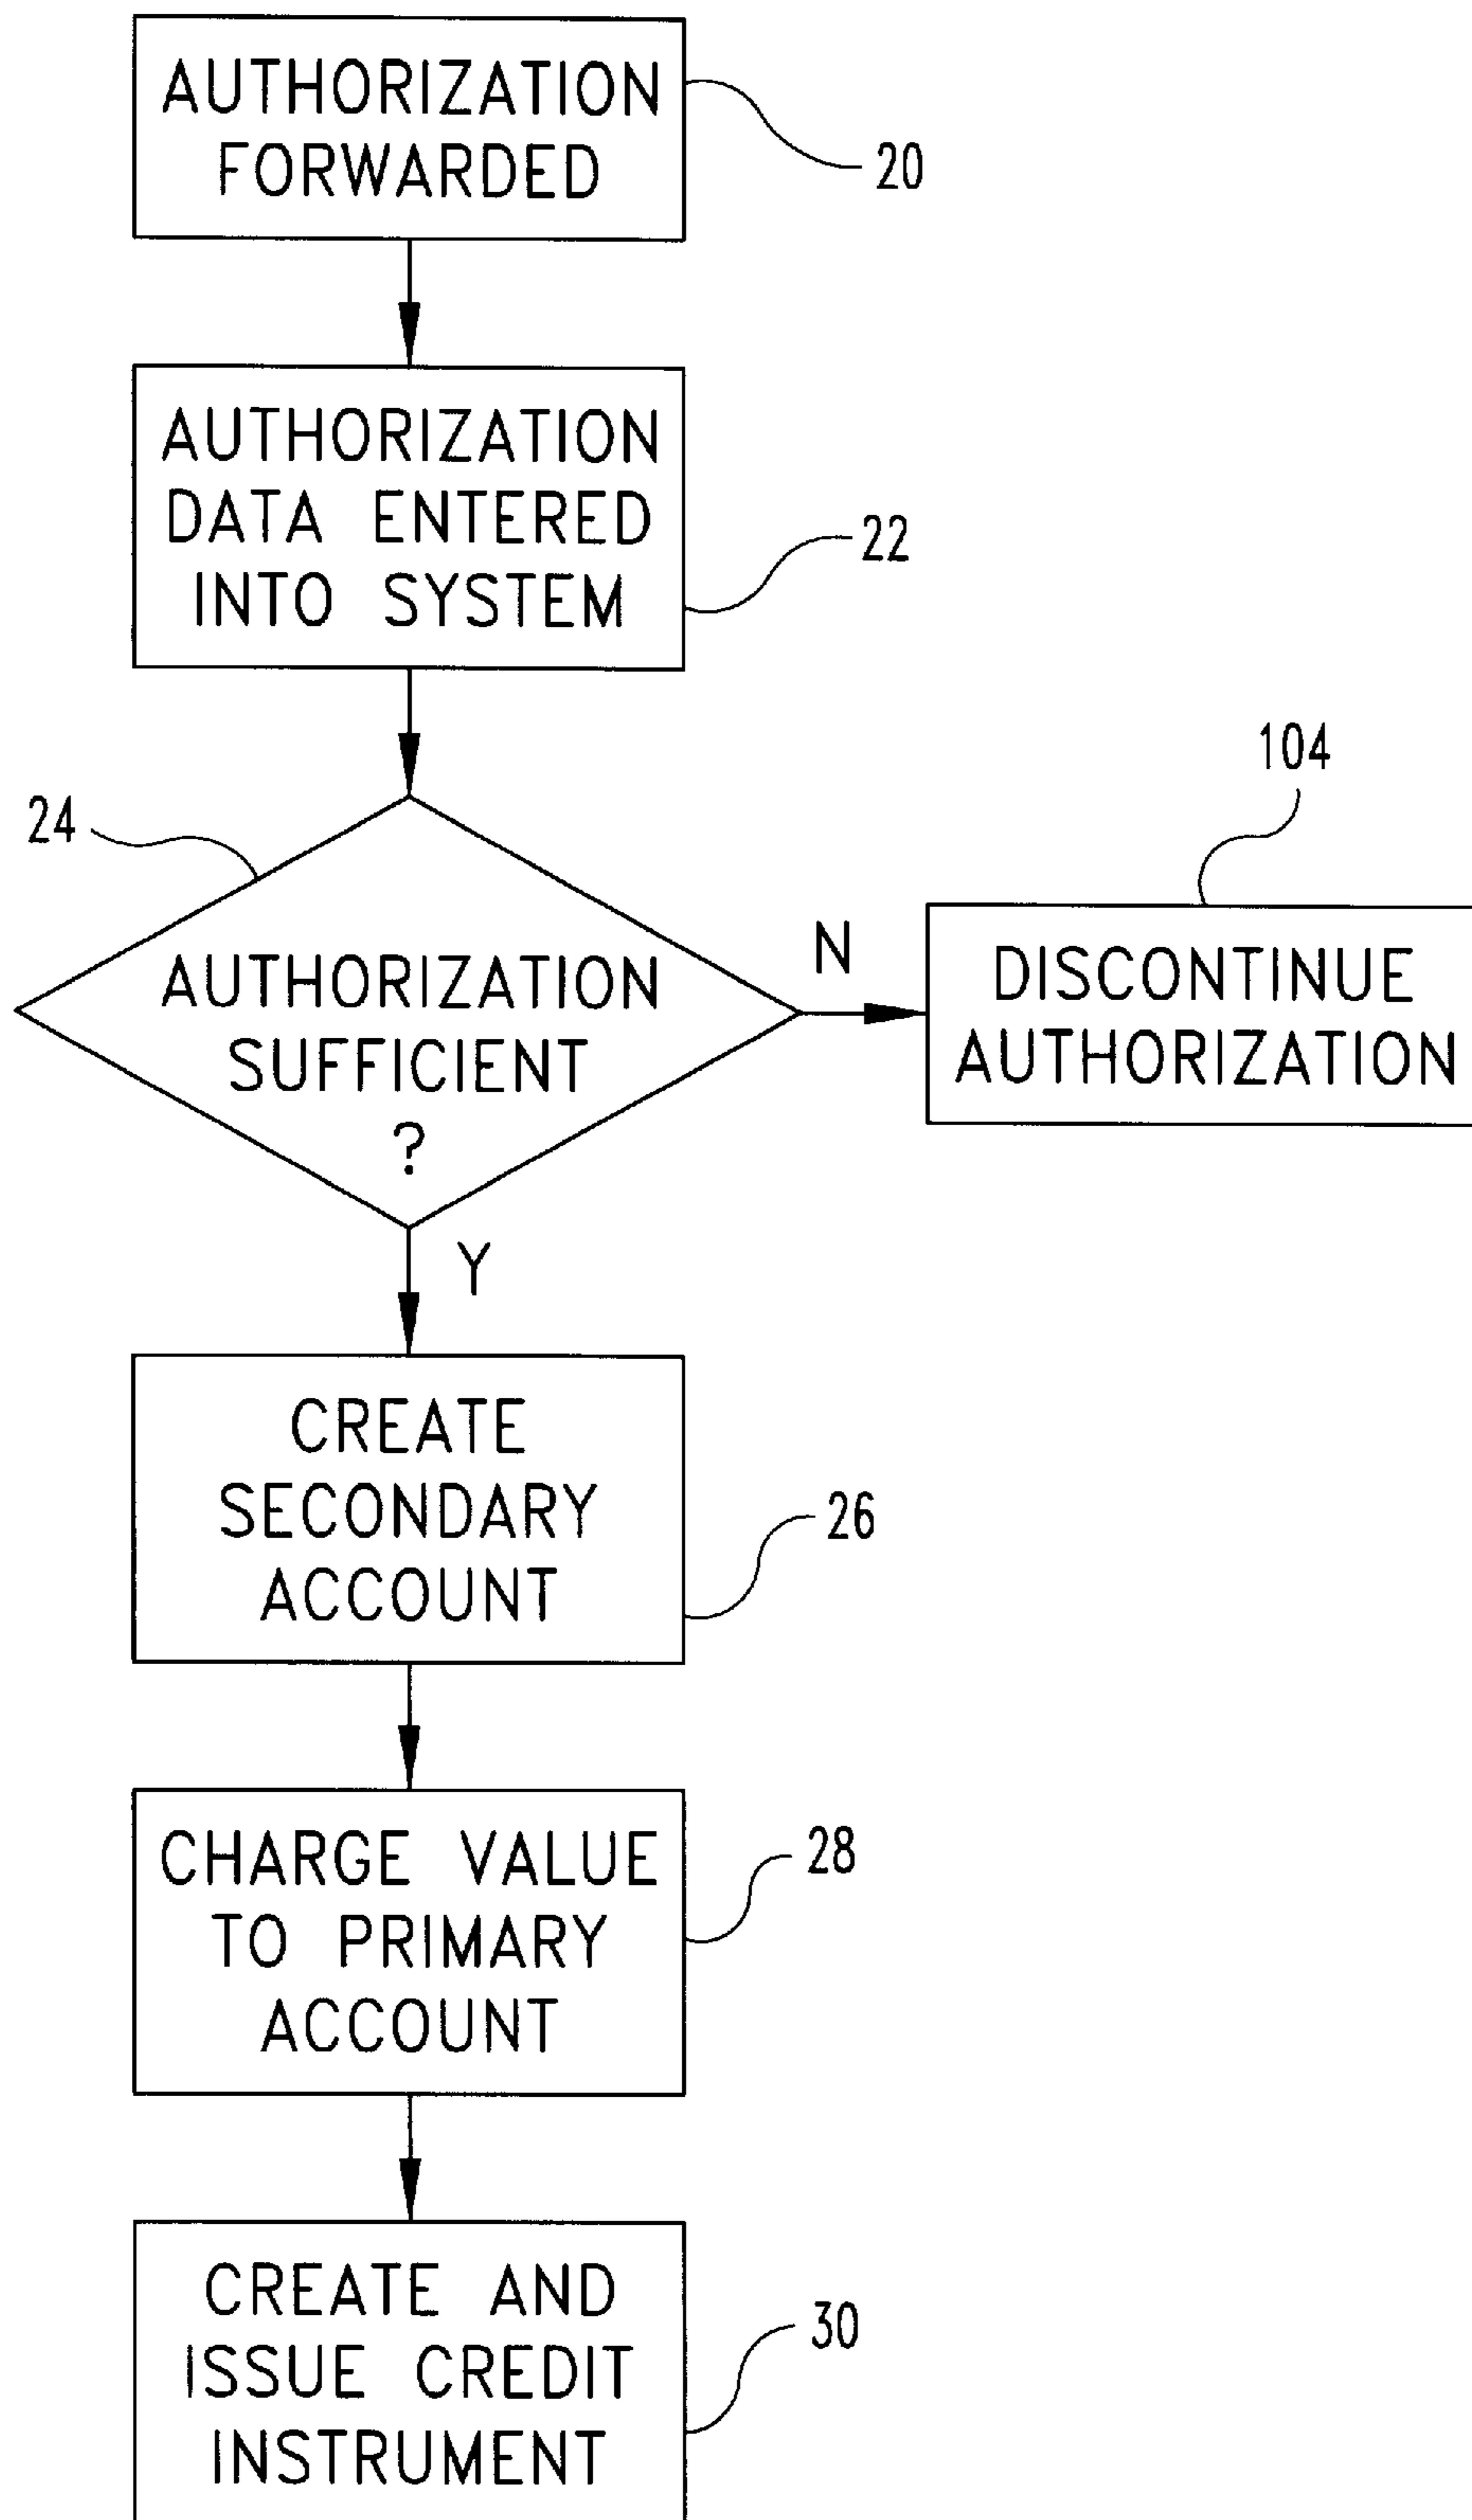 AUTHORIZATION
FORWARDED
20
AUTHORIZATION
DATA ENTERED
INTO SYSTEM
22
24
104
AUTHORIZATION
SUFFICIENT
?
N
DISCONTINUE
AUTHORIZATION
Y
CREATE
SECONDARY
ACCOUNT
26
CHARGE VALUE
TO PRIMARY
ACCOUNT
28
CREATE AND
ISSUE CREDIT
INSTRUMENT
30